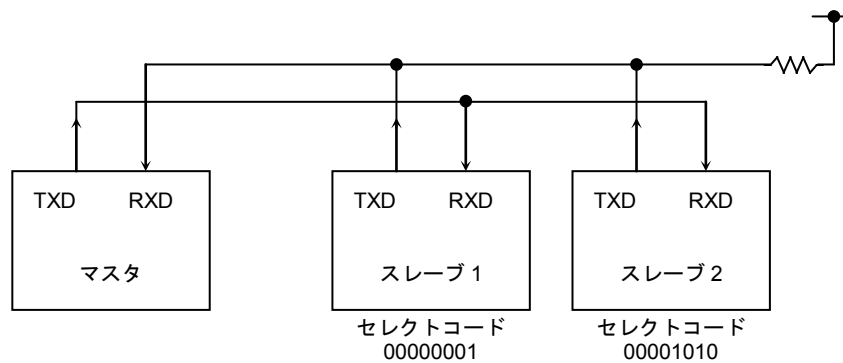 TXD RXD
マスタ
TXD RXD
スレーブ 1
セレクトコード
00000001
TXD RXD
スレーブ 2
セレクトコード
00001010